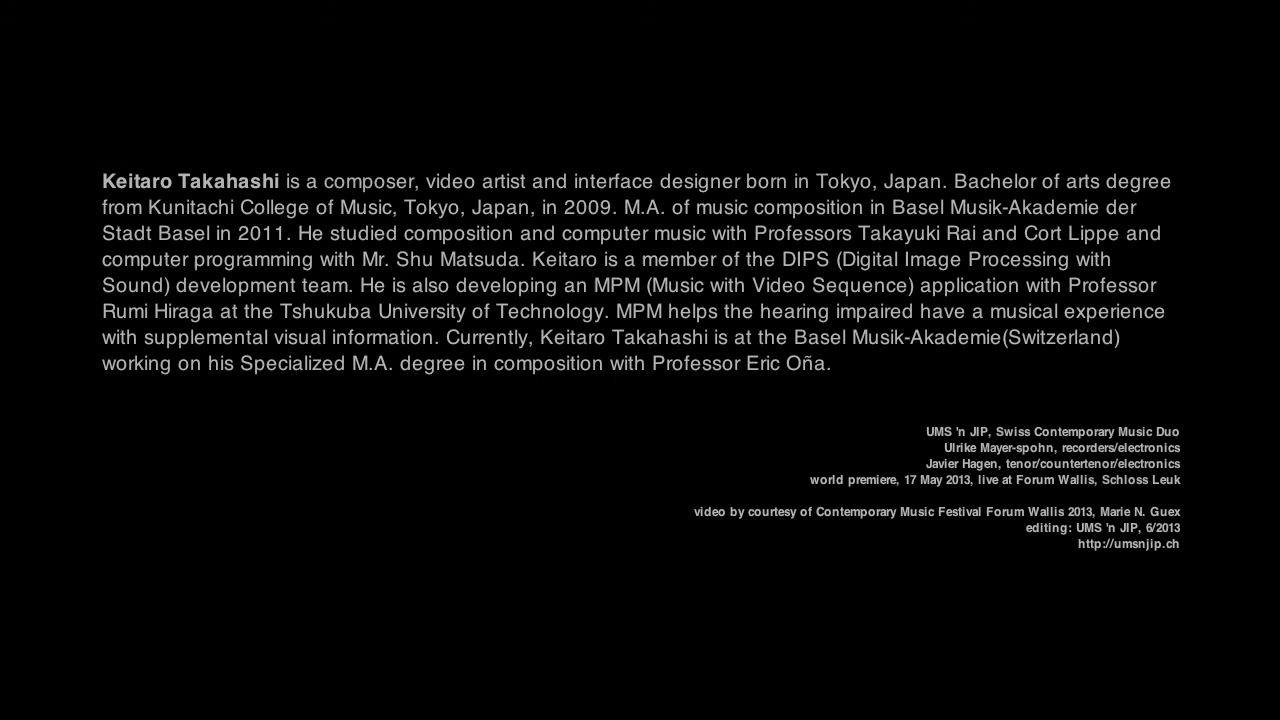 Keitaro Takahashi is a composer, video artist and interface designer born in Tokyo, Japan. Bachelor of arts degree
from Kunitachi College of Music, Tokyo, Japan, in 2009. M.A. of music composition in Basel Musik-Akademie der
Stadt Basel in 2011. He studied composition and computer music with Professors Takayuki Rai and Cort Lippe and
computer programming with Mr. Shu Matsuda. Keitaro is a member of the DIPS (Digital Image Processing with
Sound) development team. He is also developing an MPM (Music with Video Sequence) application with Professor
Rumi Hiraga at the Tshukuba University of Technology. MPM helps the hearing impaired have a musical experience
with supplemental visual information. Currently, Keitaro Takahashi is at the Basel Musik-Akademie(Switzerland)
working on his Specialized M.A. degree in composition with Professor Eric Oña.
UMS 'n JIP, Swiss Contemporary Music Duo
Ulrike Mayer-spohn, recorders/electronics
Javier Hagen, tenor/countertenor/electronics
world premiere, 17 May 2013, live at Forum Wallis, Schloss Leuk
video by courtesy of Contemporary Music Festival Forum Wallis 2013, Marie N. Guex
editing: UMS 'n JIP, 6/2013
http://umsnjip.ch